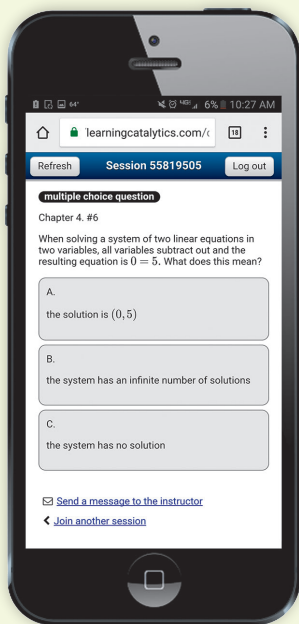 64° 4GE 6% 10:27 AM
learningcatalytics.com/c 18
Refresh Session 55819505 Log out
multiple choice question
Chapter 4. #6
When solving a system of two linear equations in
two variables, all variables subtract out and the
resulting equation is 0 = 5. What does this mean?
A.
the solution is (0, 5)
B.
the system has an infinite number of solutions
C.
the system has no solution
Send a message to the instructor
Join another session